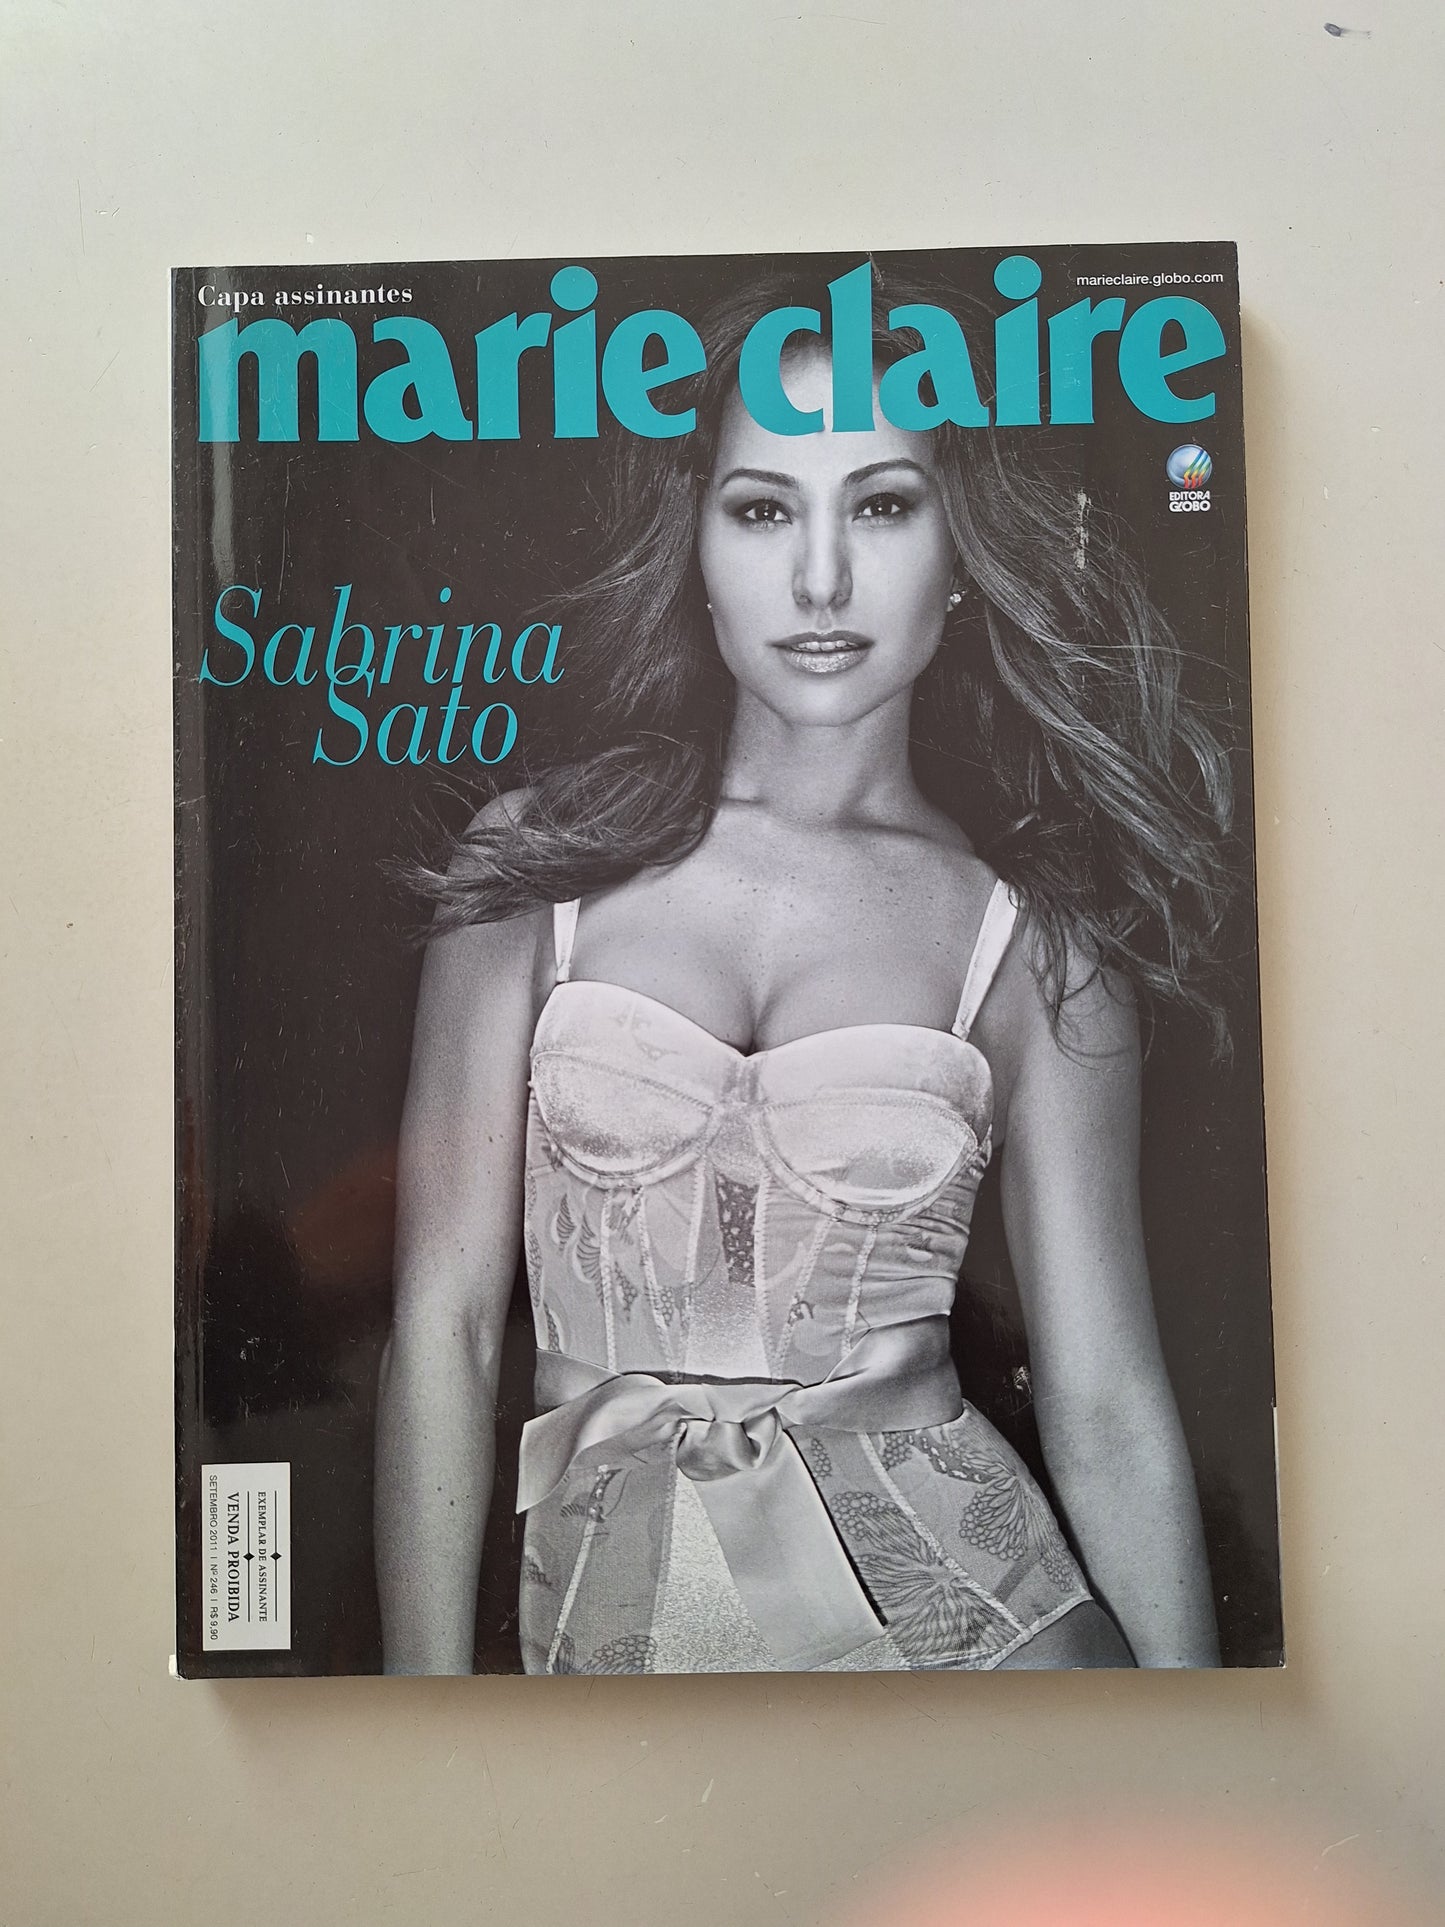 Capa assinantes
marieclaire.globo.com
marie claire
EDITORA
GLOBO
Sabrina
Sato
EXEMPLAR DE ASSINANTE
VENDA PROIBIDA
SETEMBRO 2011 | Nº 246 | R$ 9,90